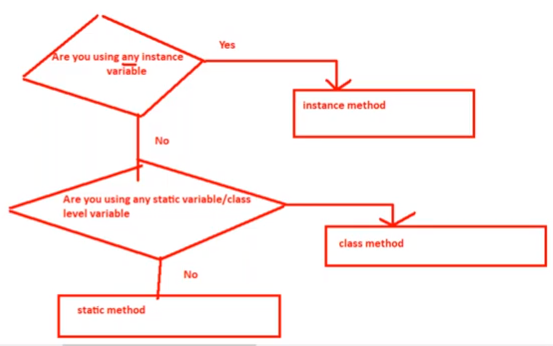 Are you using any instance
variable
Yes
instance method
No
Are you using any static variable/class
level variable
class method
No
static method